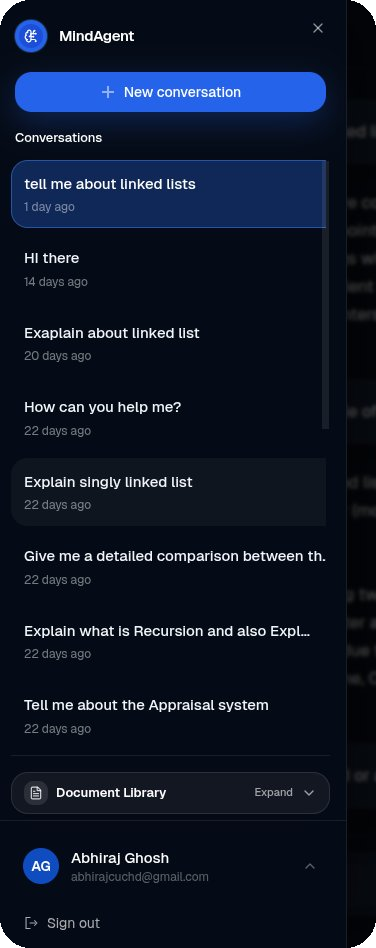 MindAgent
New conversation
Conversations
tell me about linked lists
1 day ago
HI there
14 days ago
Exaplain about linked list
20 days ago
How can you help me?
22 days ago
Explain singly linked list
22 days ago
Give me a detailed comparison between th.
22 days ago
Explain what is Recursion and also Expl...
22 days ago
Tell me about the Appraisal system
22 days ago
Document Library
Expand
AG
Abhiraj Ghosh
abhirajcuchd@gmail.com
Sign out